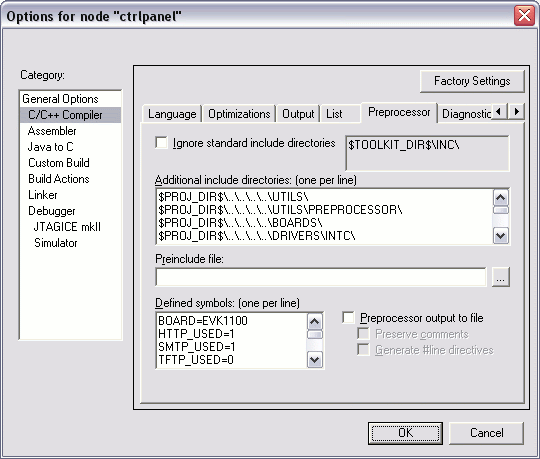 Options for node "ctrlpanel"
Category:
Factory Settings
General Options
C/C++ Compiler
Assembler
Java to C
Custom Build
Build Actions
Linker
Debugger
JTAGICE mkII
Simulator
Language Optimizations Output List Preprocessor Diagnostic
Ignore standard include directories
$TOOLKIT_DIR$\INC\
Additional include directories: (one per line)
$PROJ_DIR$\..\..\..\..\UTILS\
$PROJ_DIR$\..\..\..\..\UTILS\PREPROCESSOR\
$PROJ_DIR$\..\..\..\..\BOARDS\
$PROJ_DIR$\..\..\..\..\DRIVERS\INTC\
Preinclude file:
...
Defined symbols: (one per line)
BOARD=EVK1100
HTTP_USED=1
SMTP_USED=1
TFTP_USED=0
Preprocessor output to file
Preserve comments
Generate #line directives
OK Cancel